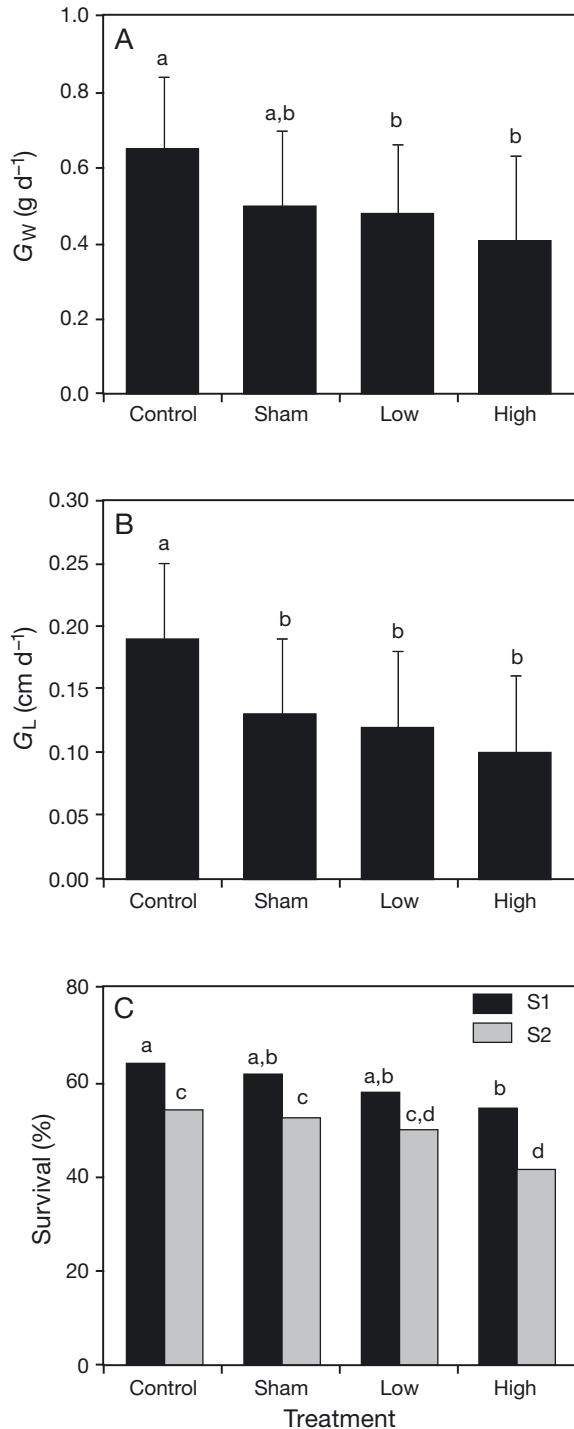 A
1.0
a
0.8
a,b
b
b
0.6
0.4
0.2
0.0
GW (g d–1)
Control Sham Low High
B
0.30
a
0.25
b
b
b
0.20
0.15
0.10
0.05
0.00
GL (cm d–1)
Control Sham Low High
C
80
S1
S2
a
a,b
a,b
b
c
c
c,d
d
60
40
20
0
Survival (%)
Control Sham Low High
Treatment